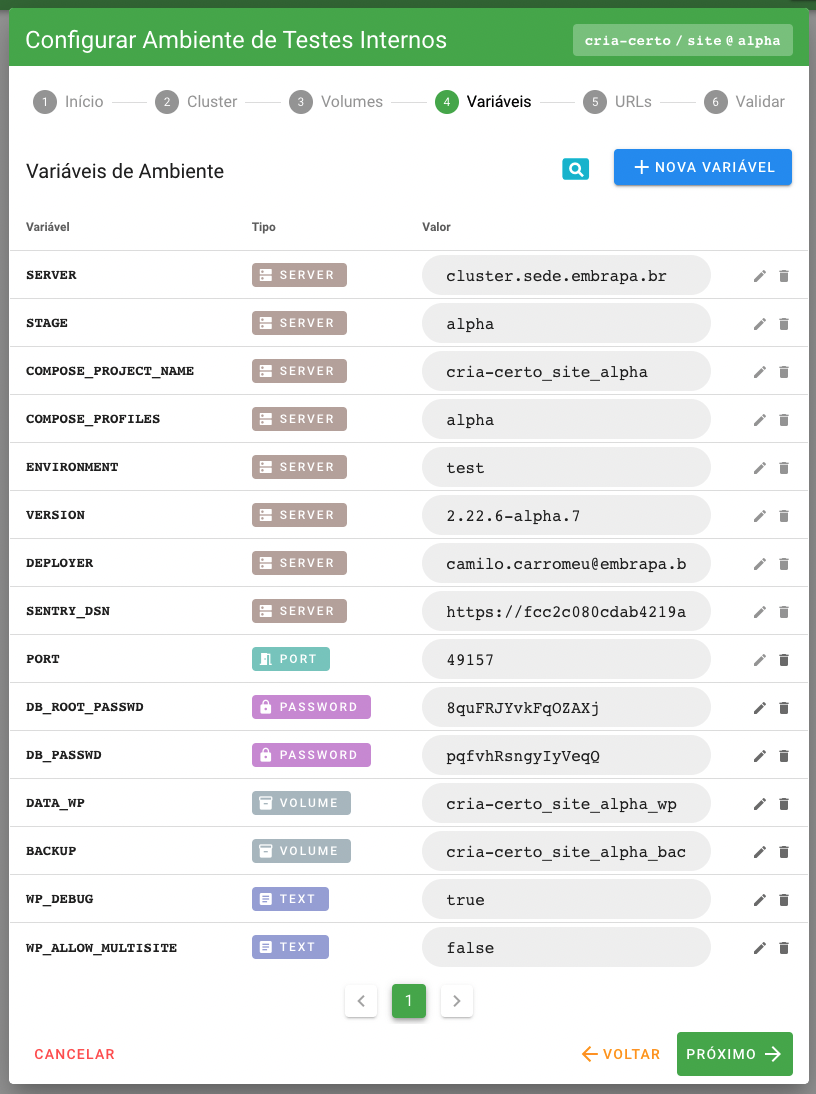 Configurar Ambiente de Testes Internos cria-certo / site @ alpha
1 Início 2 Cluster 3 Volumes 4 Variáveis 5 URLs 6 Validar
Variáveis de Ambiente NOVA VARIÁVEL
Variável Tipo Valor
SERVER SERVER cluster.sede.embrapa.br
STAGE SERVER alpha
COMPOSE_PROJECT_NAME SERVER cria-certo_site_alpha
COMPOSE_PROFILES SERVER alpha
ENVIRONMENT SERVER test
VERSION SERVER 2.22.6-alpha.7
DEPLOYER SERVER camilo.carromeu@embrapa.b
SENTRY_DSN SERVER https://fcc2c080cdab4219a
PORT PORT 49157
DB_ROOT_PASSWD PASSWORD 8quFRJYvkFqOZAXj
DB_PASSWD PASSWORD pqfvhRsngyIyVeqQ
DATA_WP VOLUME cria-certo_site_alpha_wp
BACKUP VOLUME cria-certo_site_alpha_bac
WP_DEBUG TEXT true
WP_ALLOW_MULTISITE TEXT false
1
CANCELAR VOLTAR PRÓXIMO